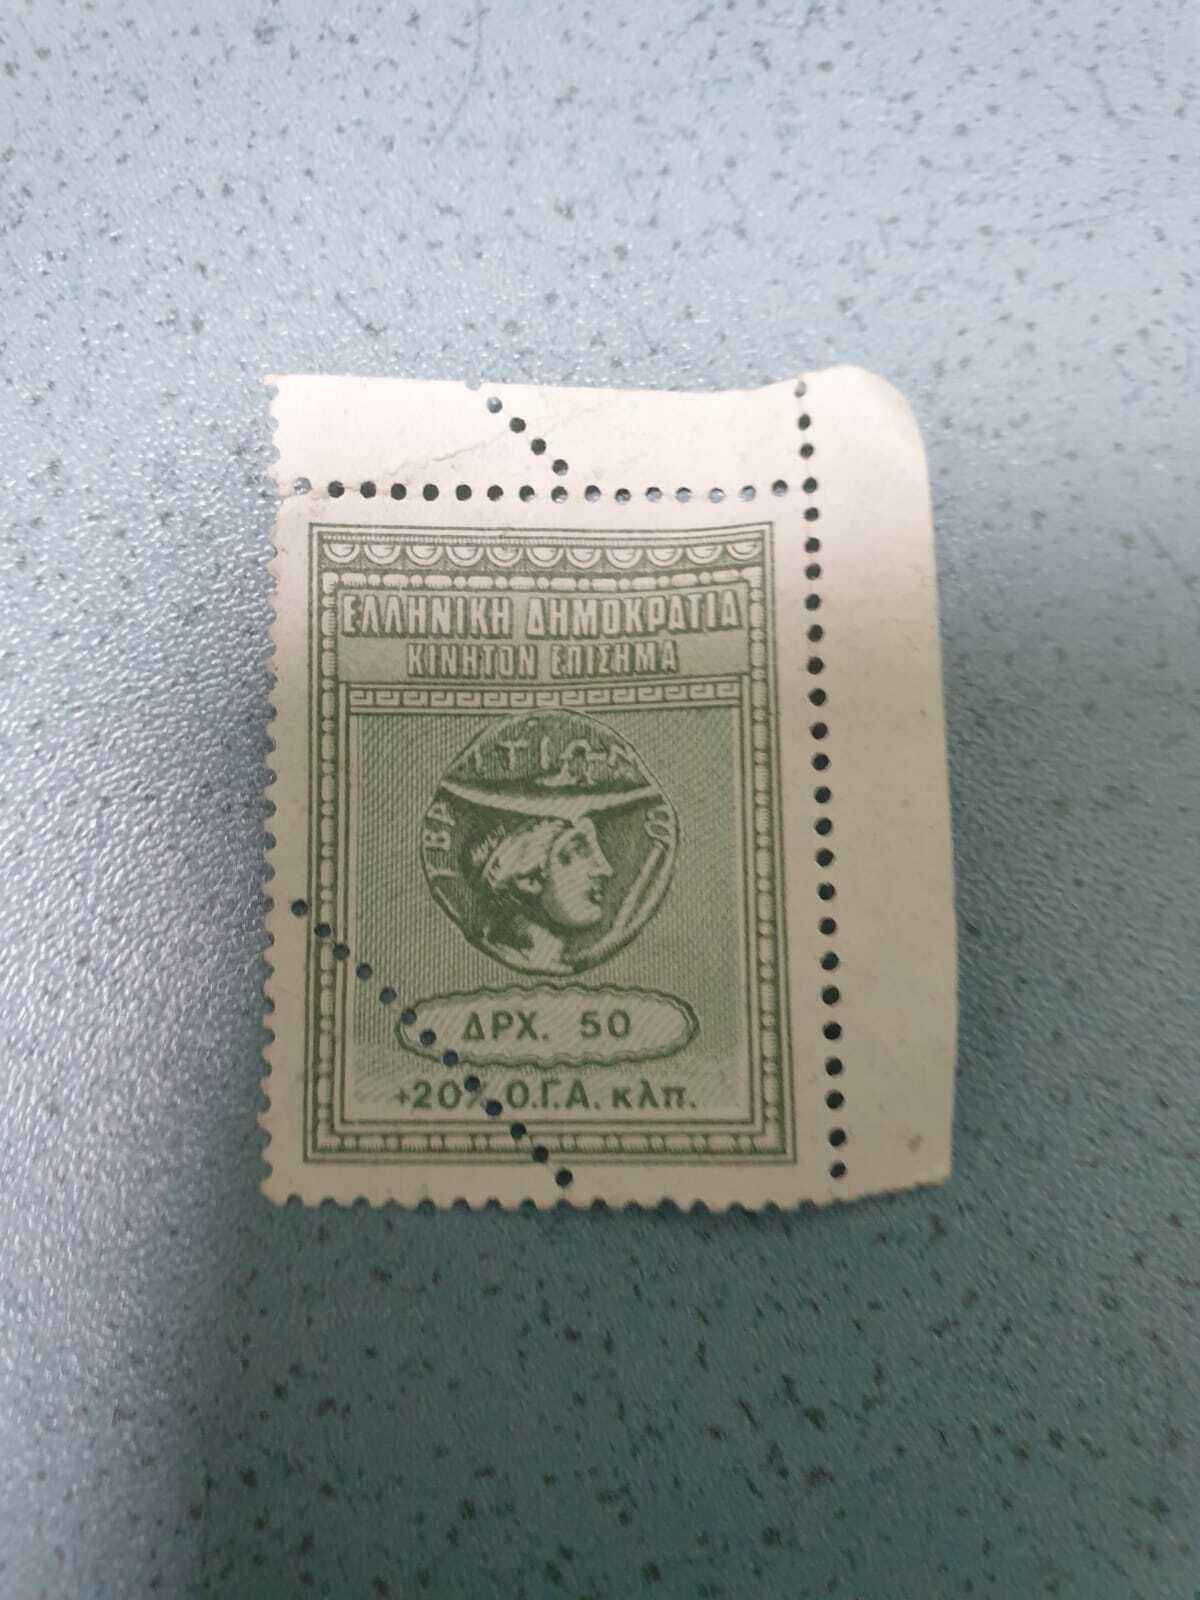 ΕΛΛΗΝΙΚΗ ΔΗΜΟΚΡΑΤΙΑ
ΚΙΝΗΤΟΝ ΕΠΙΣΗΜΑ
ΔΡΧ. 50
+20% Ο.Γ.Α. κλπ.